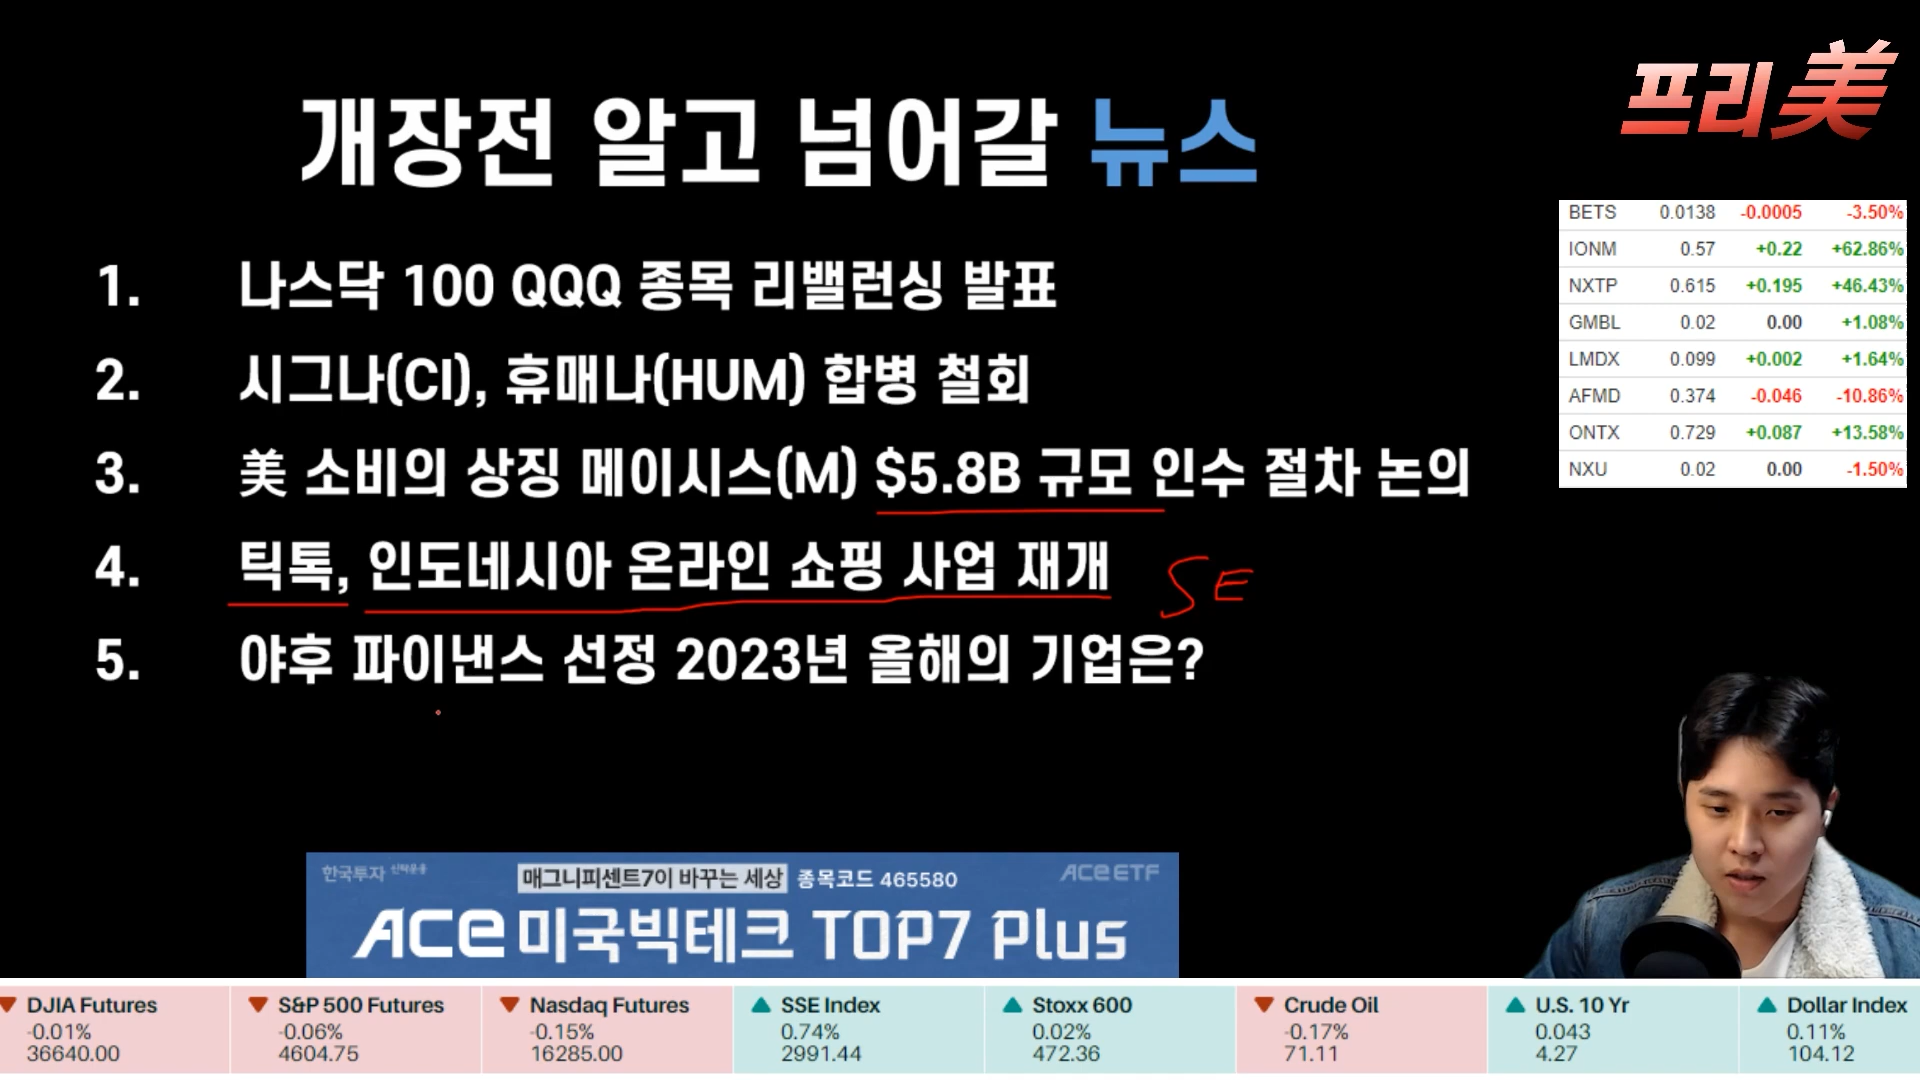 프리美
개장전 알고 넘어갈 뉴스
1. 나스닥 100 QQQ 종목 리밸런싱 발표
2. 시그나(CI), 휴매나(HUM) 합병 철회
3. 美 소비의 상징 메이시스(M) $5.8B 규모 인수 절차 논의
4. 틱톡, 인도네시아 온라인 쇼핑 사업 재개 SE
5. 야후 파이낸스 선정 2023년 올해의 기업은?
BETS 0.0138 -0.0005 -3.50%
IONM 0.57 +0.22 +62.86%
NXTP 0.615 +0.195 +46.43%
GMBL 0.02 0.00 +1.08%
LMDX 0.099 +0.002 +1.64%
AFMD 0.374 -0.046 -10.86%
ONTX 0.729 +0.087 +13.58%
NXU 0.02 0.00 -1.50%
한국투자 신탁운용 매그니피센트7이 바꾸는 세상 종목코드 465580 ACE ETF
ACE 미국빅테크 TOP7 Plus
DJIA Futures
-0.01%
36640.00
S&P 500 Futures
-0.06%
4604.75
Nasdaq Futures
-0.15%
16285.00
SSE Index
0.74%
2991.44
Stoxx 600
0.02%
472.36
Crude Oil
-0.17%
71.11
U.S. 10 Yr
0.043
4.27
Dollar Index
0.11%
104.12